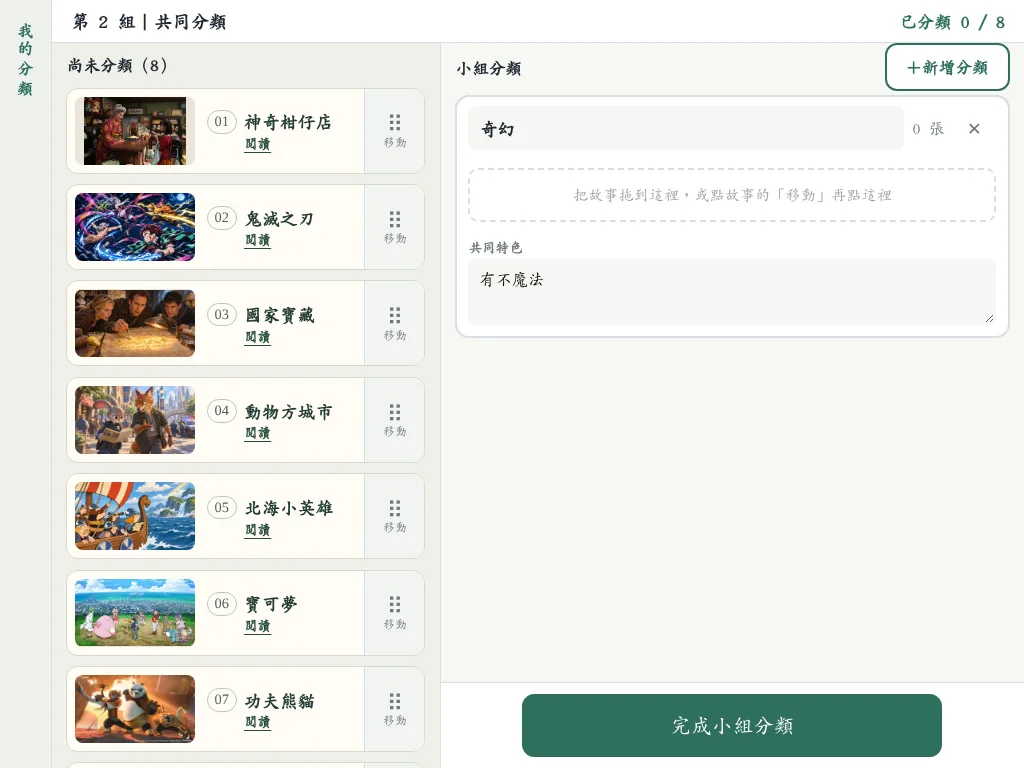 我的分類
第 2 組 | 共同分類
已分類 0 / 8
尚未分類 (8)
01 神奇柑仔店
閱讀
移動
02 鬼滅之刃
閱讀
移動
03 國家寶藏
閱讀
移動
04 動物方城市
閱讀
移動
05 北海小英雄
閱讀
移動
06 寶可夢
閱讀
移動
07 功夫熊貓
閱讀
移動
小組分類
＋新增分類
奇幻
0 張 ✕
把故事拖到這裡，或點故事的「移動」再點這裡
共同特色
有不魔法
完成小組分類